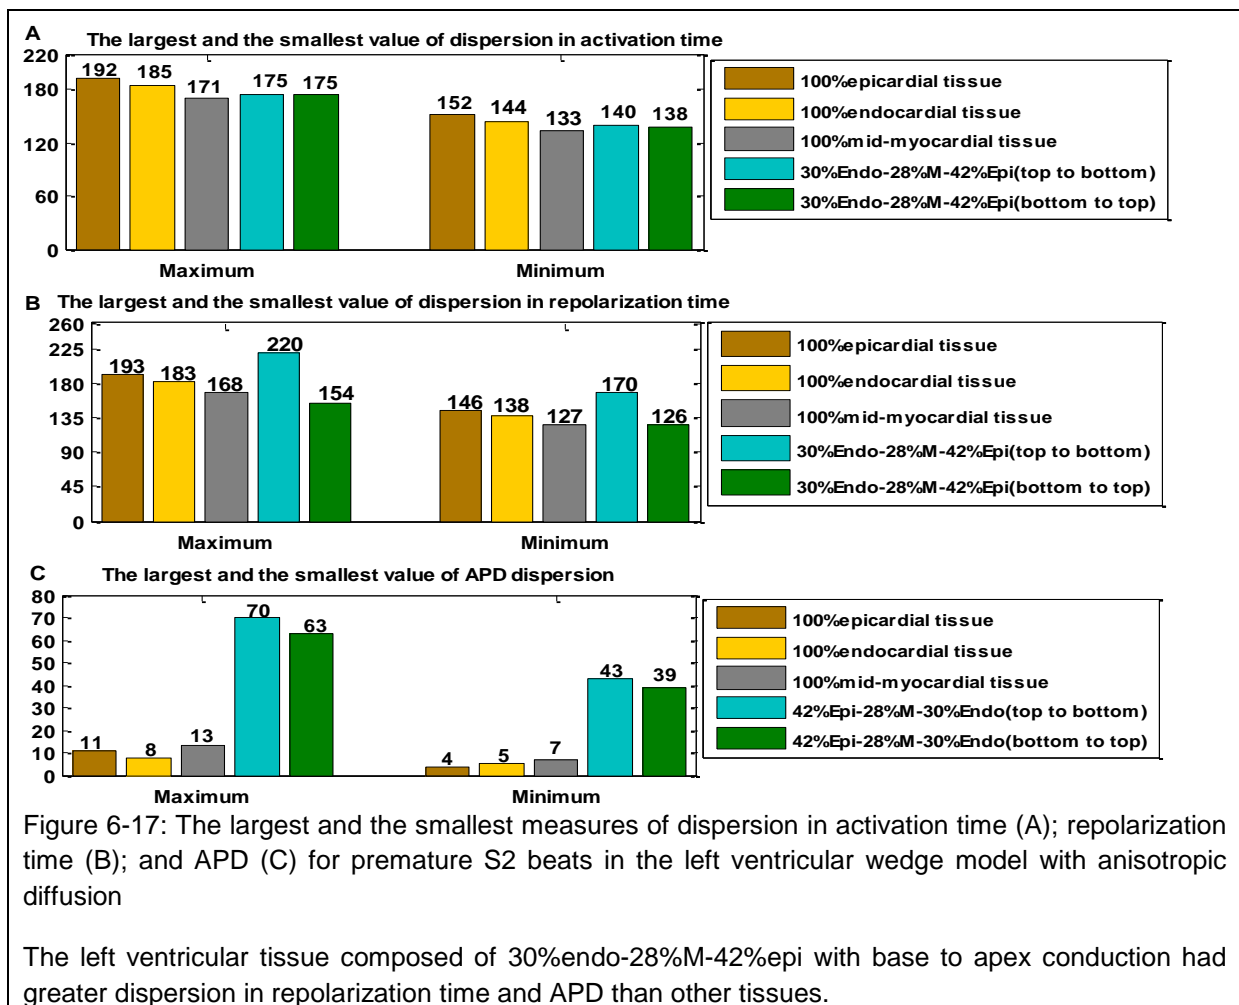 A The largest and the smallest value of dispersion in activation time
220
180
120
60
0
192 185 171 175 175
152 144 133 140 138
Maximum Minimum
100%epicardial tissue
100%endocardial tissue
100%mid-myocardial tissue
30%Endo-28%M-42%Epi(top to bottom)
30%Endo-28%M-42%Epi(bottom to top)
B The largest and the smallest value of dispersion in repolarization time
260
225
180
135
90
45
0
193 183 168 220 154
146 138 127 170 126
Maximum Minimum
100%epicardial tissue
100%endocardial tissue
100%mid-myocardial tissue
30%Endo-28%M-42%Epi(top to bottom)
30%Endo-28%M-42%Epi(bottom to top)
C The largest and the smallest value of APD dispersion
80
70
60
50
40
30
20
10
0
11 8 13 70 63
4 5 7 43 39
Maximum Minimum
100%epicardial tissue
100%endocardial tissue
100%mid-myocardial tissue
42%Epi-28%M-30%Endo(top to bottom)
42%Epi-28%M-30%Endo(bottom to top)
Figure 6-17: The largest and the smallest measures of dispersion in activation time (A); repolarization
time (B); and APD (C) for premature S2 beats in the left ventricular wedge model with anisotropic
diffusion
The left ventricular tissue composed of 30%endo-28%M-42%epi with base to apex conduction had
greater dispersion in repolarization time and APD than other tissues.